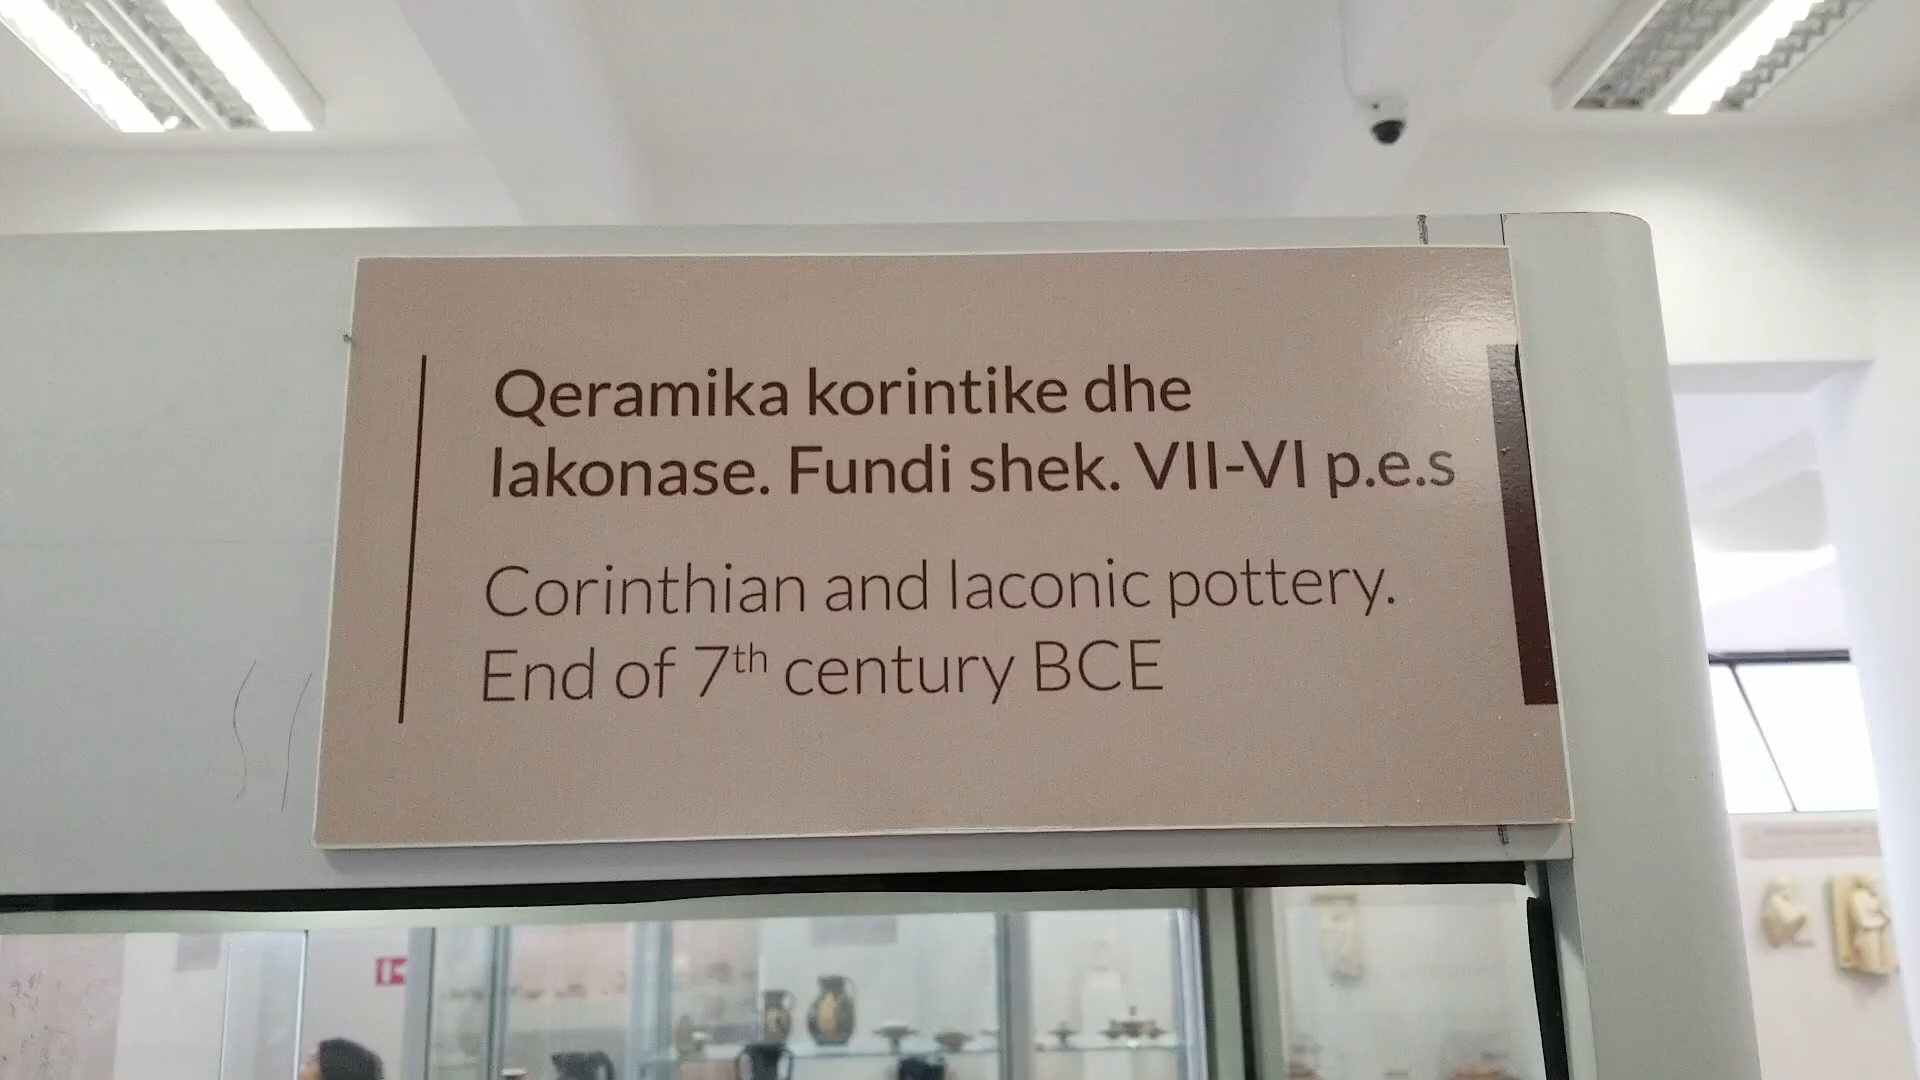 Qeramika korintike dhe
lakonase. Fundi shek. VII-VI p.e.s
Corinthian and laconic pottery.
End of 7th century BCE